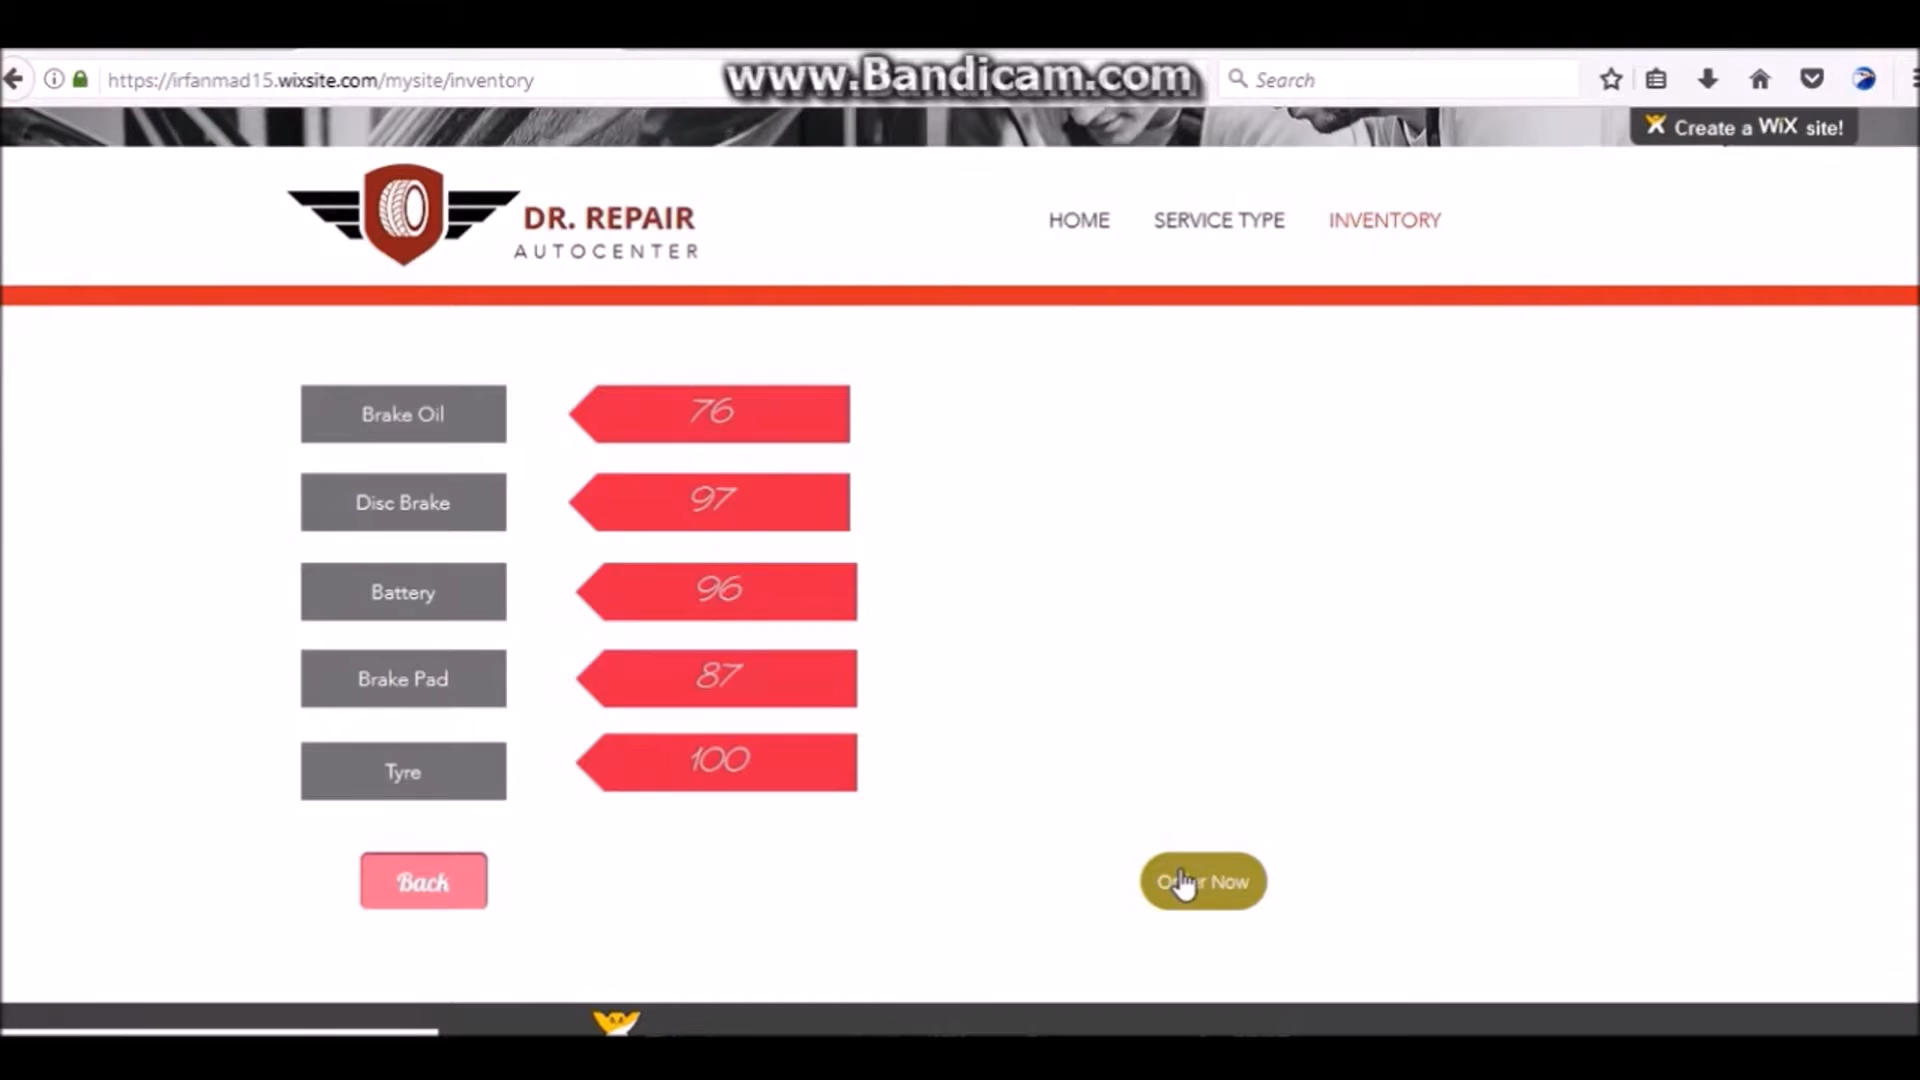 https://irfanmad15.wixsite.com/mysite/inventory
www.Bandicam.com
Search
Create a WiX site!
DR. REPAIR
AUTOCENTER
HOME
SERVICE TYPE
INVENTORY
Brake Oil
76
Disc Brake
97
Battery
96
Brake Pad
87
Tyre
100
Back
Now